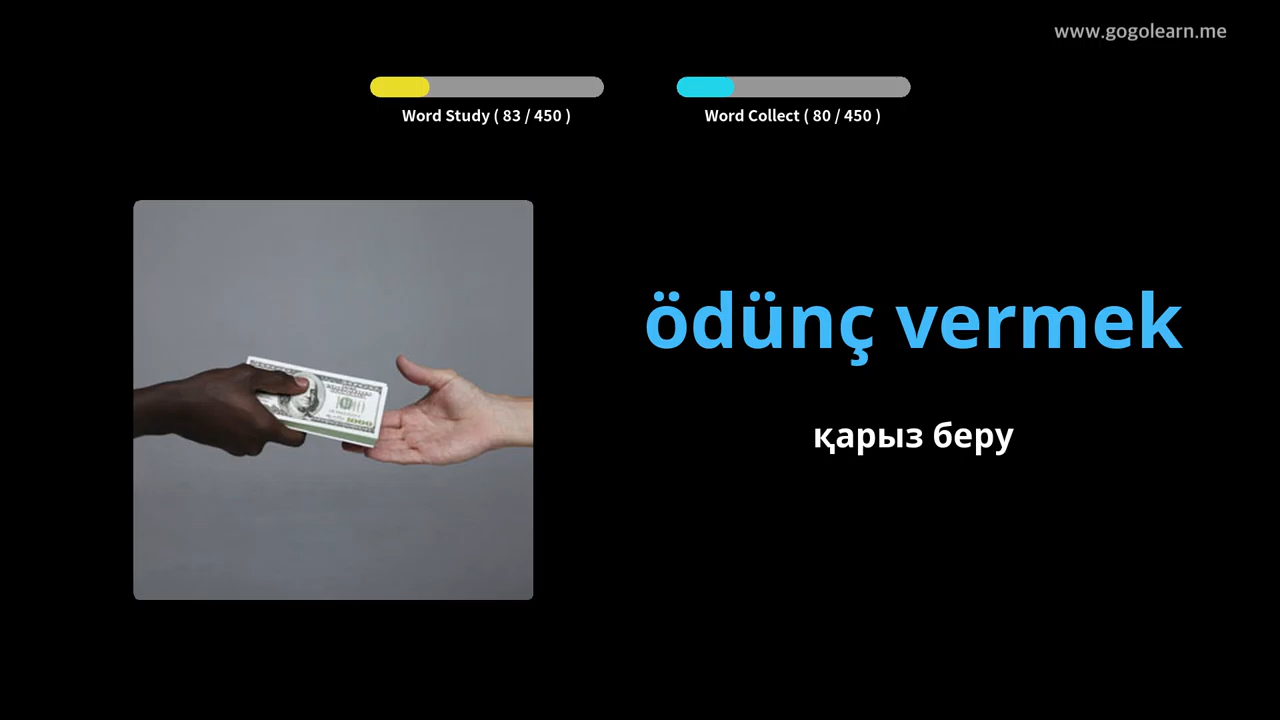 www.gogolearn.me
Word Study ( 83 / 450 )
Word Collect ( 80 / 450 )
ödünç vermek
қарыз беру